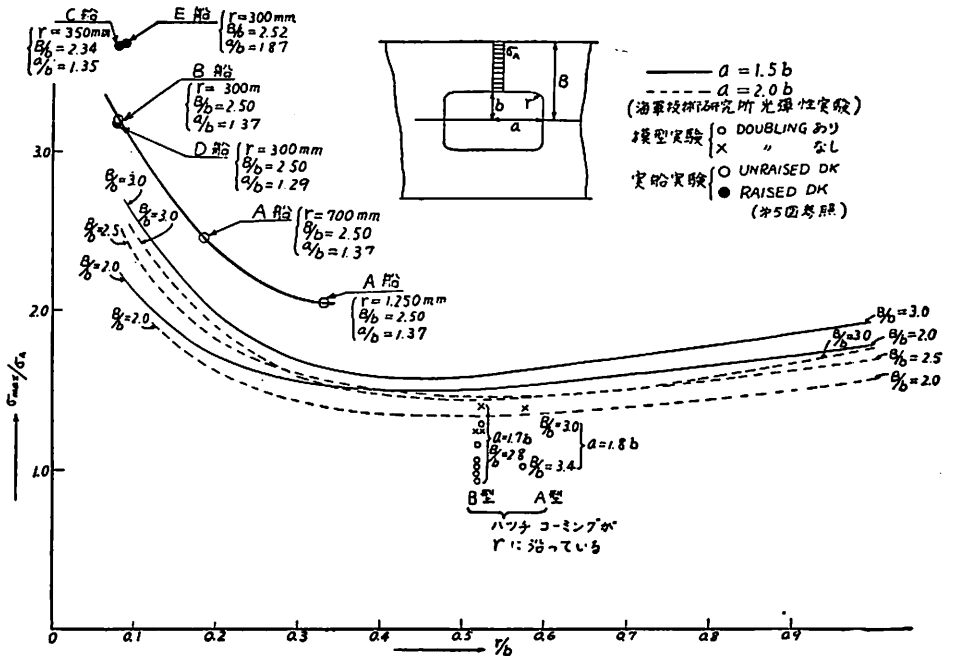 C船
r=350mm
B/b=2.34
a/b=1.35
E船
r=300mm
B/b=2.52
a/b=1.87
B船
r=300m
B/b=2.50
a/b=1.37
D船
r=300mm
B/b=2.50
a/b=1.29
A船
r=700mm
B/b=2.50
a/b=1.37
A船
r=1.250mm
B/b=2.50
a/b=1.37
σA
B
b
r
a
a=1.5b
a=2.0b
(海軍技術研究所光弾性実験)
模型実験
DOUBLING あり
× 〃 なし
実船実験
UNRAISED DK
RAISED DK
(第5図参照)
3.0
2.0
1.0
σmax/σA
B/b=3.0
B/b=3.0
B/b=2.5
B/b=2.0
B/b=2.0
B/b=3.0
B/b=3.0
B/b=2.0
B/b=2.5
B/b=2.0
a=1.7b
B/b=2.8
B/b=3.0
B/b=3.4
a=1.8b
B型
A型
ハツチコーミングが
rに沿っている
0 0.1 0.2 0.3 0.4 0.5 0.6 0.7 0.8 0.9
r/b